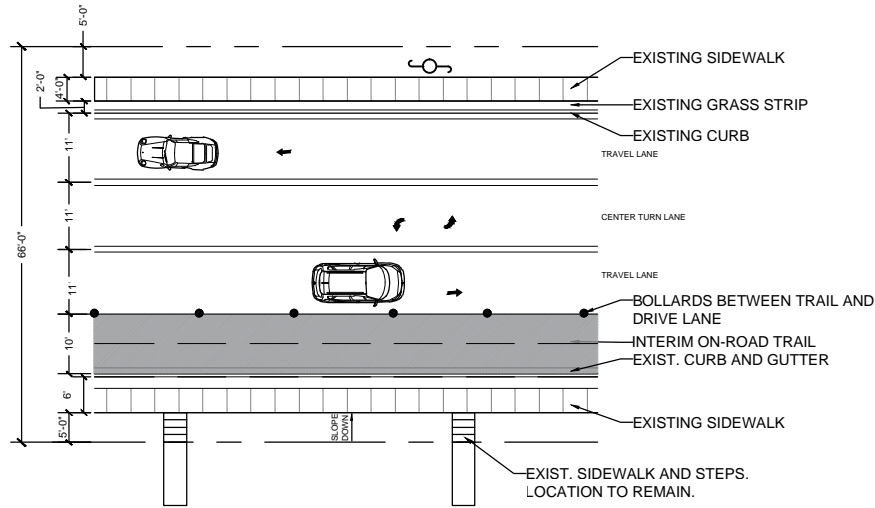 5'-0"
EXISTING SIDEWALK
2'-0"
4'-0"
EXISTING GRASS STRIP
EXISTING CURB
11'
TRAVEL LANE
11'
CENTER TURN LANE
66'-0"
11'
TRAVEL LANE
BOLLARDS BETWEEN TRAIL AND
DRIVE LANE
10'
INTERIM ON-ROAD TRAIL
EXIST. CURB AND GUTTER
6'
EXISTING SIDEWALK
5'-0"
SLOPE
DOWN
EXIST. SIDEWALK AND STEPS.
LOCATION TO REMAIN.